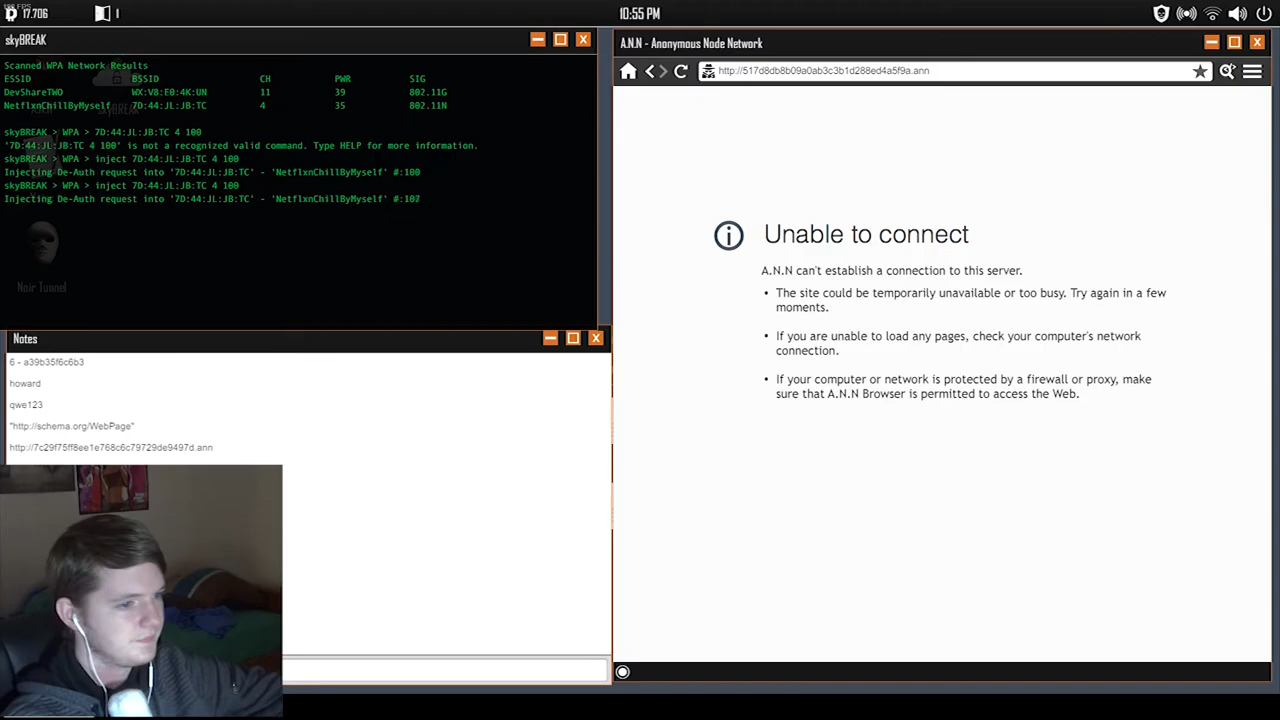 17.706
1
10:55 PM
skyBREAK
Scanned WPA Network Results
ESSID BSSID CH PWR SIG
DevShareTWO WX:V8:E0:4K:UN 11 39 802.11G
NetflxnChillByMyself 7D:44:JL:JB:TC 4 35 802.11N
skyBREAK > WPA > 7D:44:JL:JB:TC 4 100
'7D:44:JL:JB:TC 4 100' is not a recognized valid command. Type HELP for more information.
skyBREAK > WPA > inject 7D:44:JL:JB:TC 4 100
Injecting De-Auth request into '7D:44:JL:JB:TC' - 'NetflxnChillByMyself' #:100
skyBREAK > WPA > inject 7D:44:JL:JB:TC 4 100
Injecting De-Auth request into '7D:44:JL:JB:TC' - 'NetflxnChillByMyself'
skyBREAK
Noir Tunnel
Notes
6 - a39b35f6c6b3
howard
qwe123
"http://schema.org/WebPage"
http://7c29f75ff8ee1e768c6c79729de9497d.ann
A.N.N - Anonymous Node Network
http://517d8db8b09a0ab3c3b1d288ed4a5f9a.ann
Unable to connect
A.N.N can't establish a connection to this server.
• The site could be temporarily unavailable or too busy. Try again in a few
moments.
• If you are unable to load any pages, check your computer's network
connection.
• If your computer or network is protected by a firewall or proxy, make
sure that A.N.N Browser is permitted to access the Web.